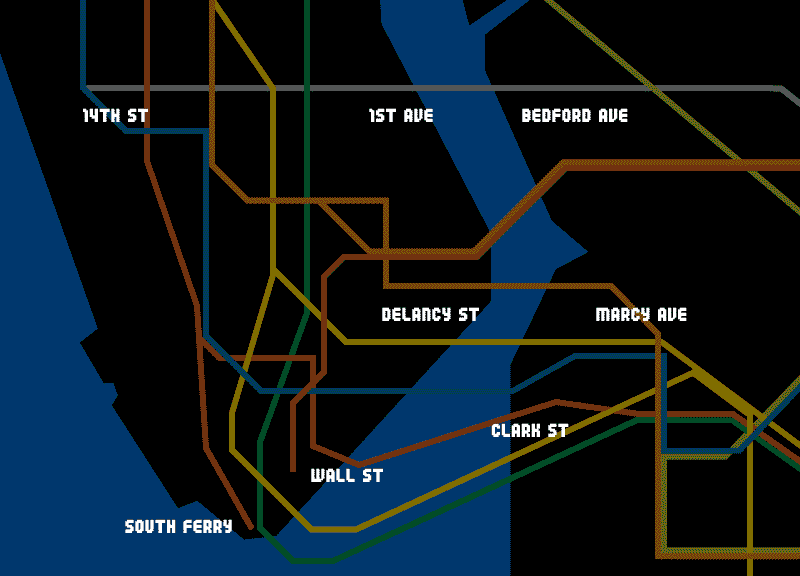 14TH ST
1ST AVE
BEDFORD AVE
DELANCY ST
MARCY AVE
CLARK ST
WALL ST
SOUTH FERRY